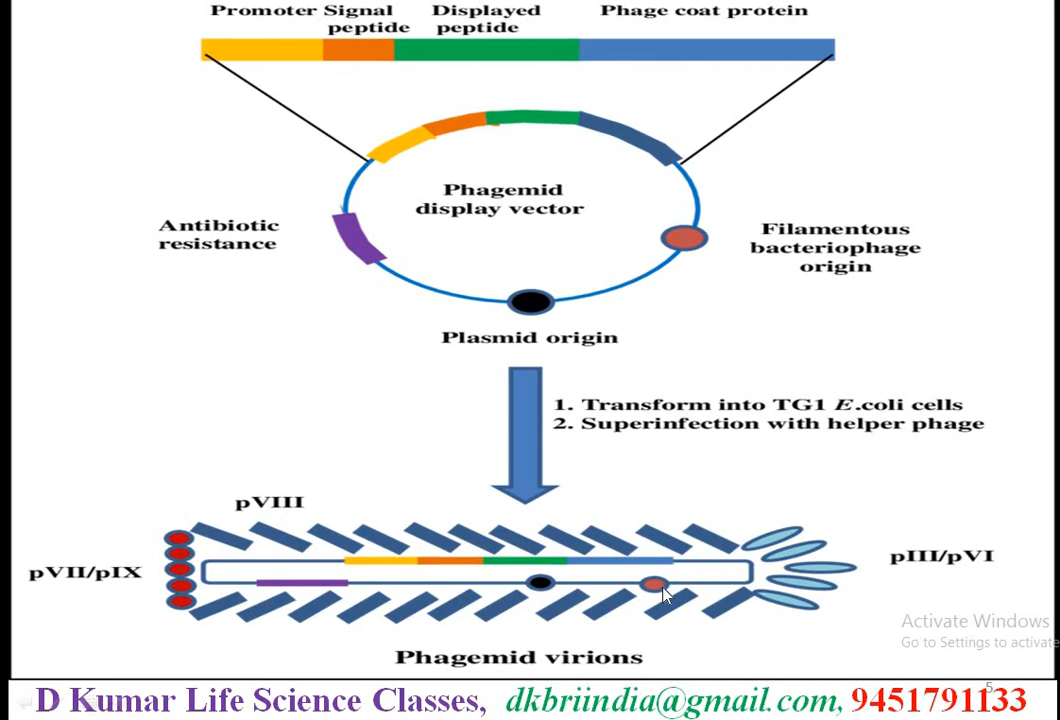 Promoter Signal peptide
Displayed peptide
Phage coat protein
Phagemid
display vector
Antibiotic
resistance
Filamentous
bacteriophage
origin
Plasmid origin
1. Transform into TG1 E.coli cells
2. Superinfection with helper phage
pVIII
pVII/pIX
pIII/pVI
Phagemid virions
Activate Windows
Go to Settings to activate
5
D Kumar Life Science Classes, dkbriindia@gmail.com, 9451791133